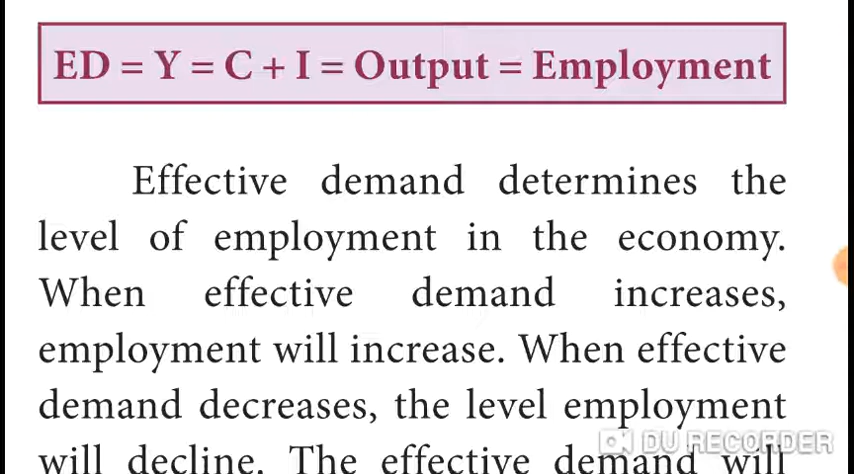 ED = Y = C + I = Output = Employment
Effective demand determines the
level of employment in the economy.
When effective demand increases,
employment will increase. When effective
demand decreases, the level employment
will decline. The effective demand will
DU RECORDER